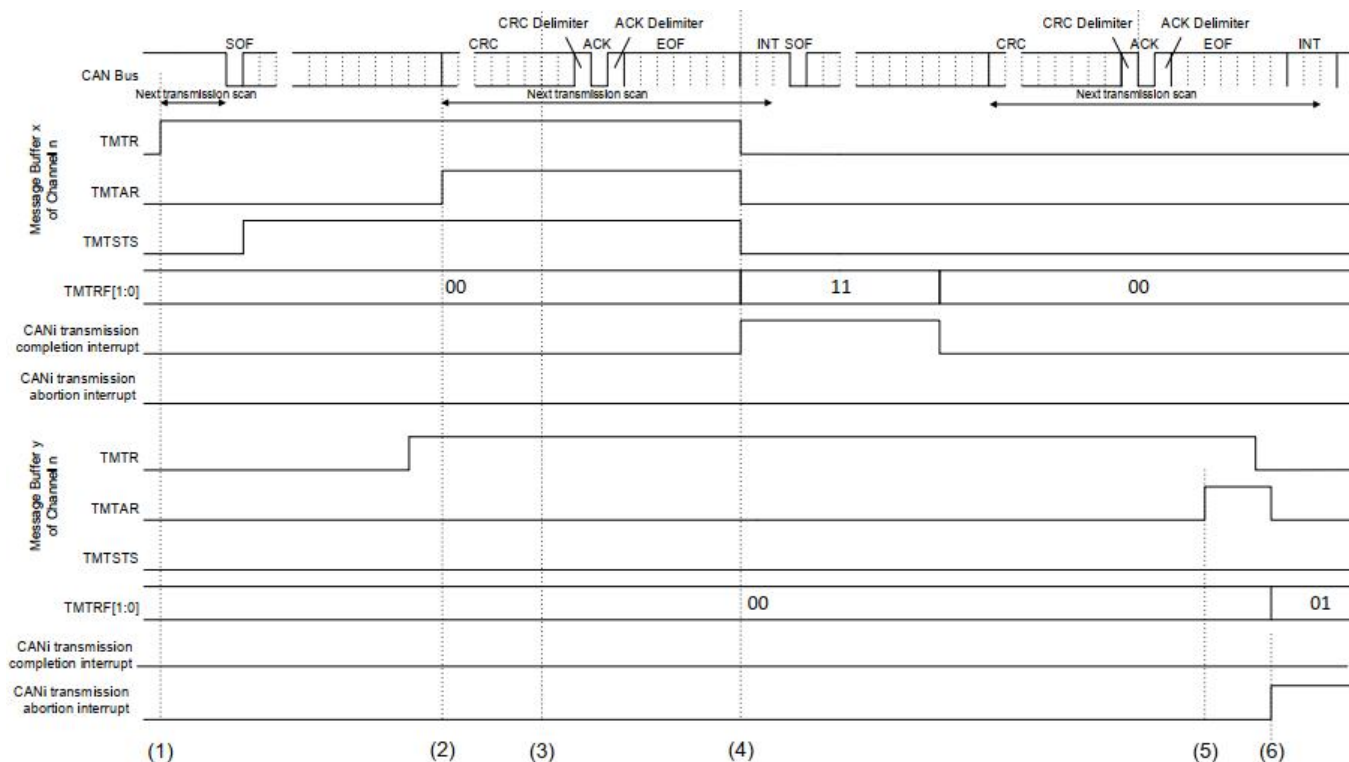 CRC Delimiter ACK Delimiter CRC Delimiter ACK Delimiter
SOF CRC ACK EOF INT SOF CRC ACK EOF INT
CAN Bus
Next transmission scan Next transmission scan Next transmission scan
Message Buffer x
of Channel n
TMTR
TMTAR
TMTSTS
TMTRF[1:0] 00 11 00
CANi transmission
completion interrupt
CANi transmission
abortion interrupt
Message Buffer y
of Channel n
TMTR
TMTAR
TMTSTS
TMTRF[1:0] 00 01
CANi transmission
completion interrupt
CANi transmission
abortion interrupt
(1) (2) (3) (4) (5) (6)